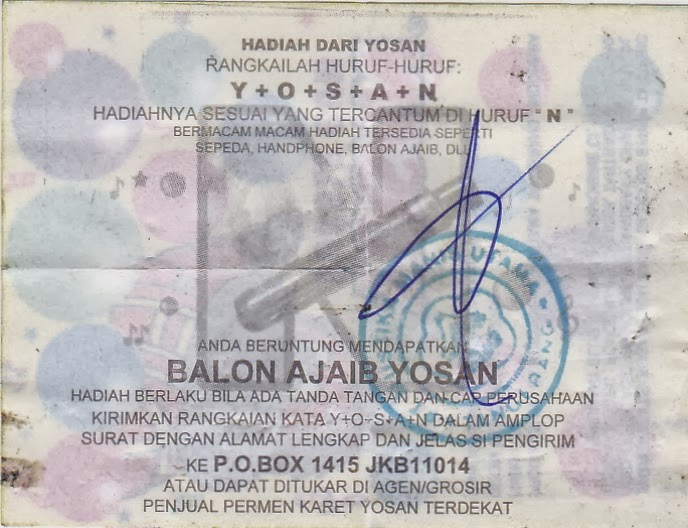 HADIAH DARI YOSAN
RANGKAILAH HURUF-HURUF:
Y+O+S+A+N
HADIAHNYA SESUAI YANG TERCANTUM DI HURUF "N"
BERMACAM MACAM HADIAH TERSEDIA SEPERTI
SEPEDA, HANDPHONE, BALON AJAIB, DLL
UTAMA
ANDA BERUNTUNG MENDAPATKAN
BALON AJAIB YOSAN
HADIAH BERLAKU BILA ADA TANDA TANGAN DAN CAP PERUSAHAAN
KIRIMKAN RANGKAIAN KATA Y+O+S+A+N DALAM AMPLOP
SURAT DENGAN ALAMAT LENGKAP DAN JELAS SI PENGIRIM
KE P.O.BOX 1415 JKB11014
ATAU DAPAT DITUKAR DI AGEN/GROSIR
PENJUAL PERMEN KARET YOSAN TERDEKAT